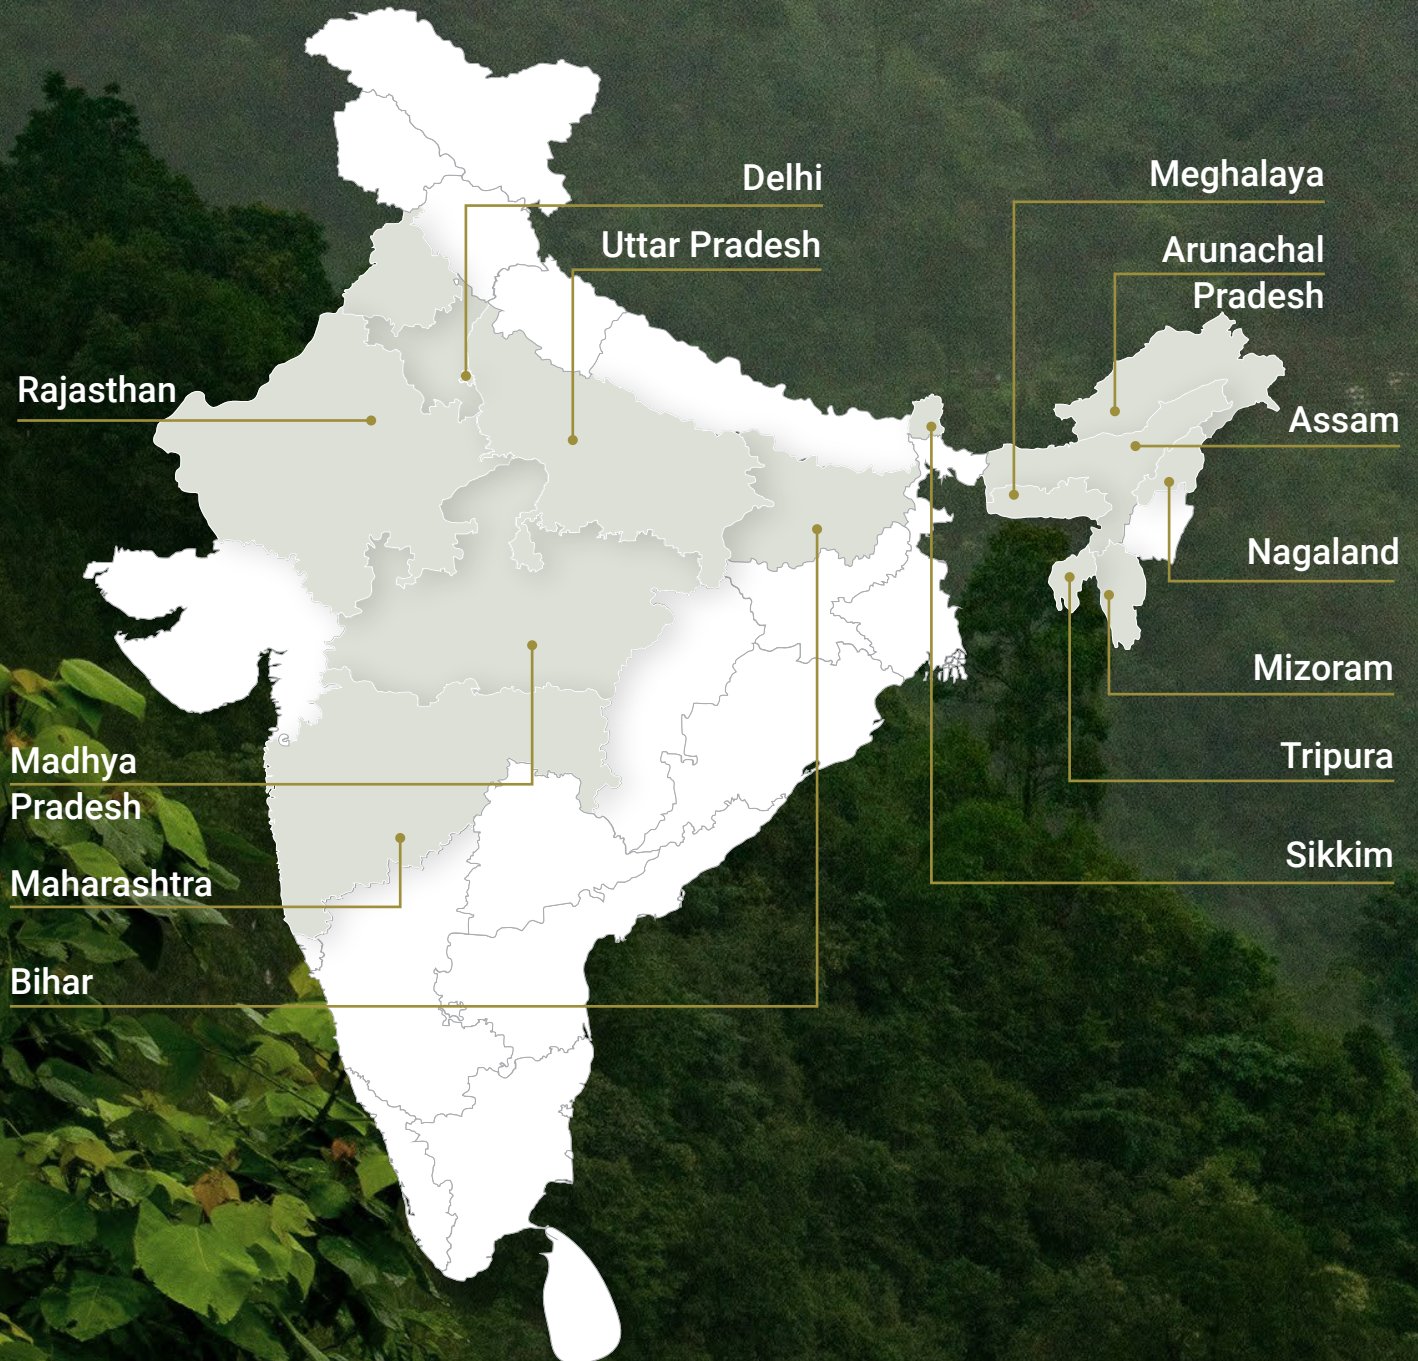 Delhi
Uttar Pradesh
Meghalaya
Arunachal
Pradesh
Rajasthan
Assam
Nagaland
Mizoram
Madhya
Pradesh
Tripura
Maharashtra
Sikkim
Bihar